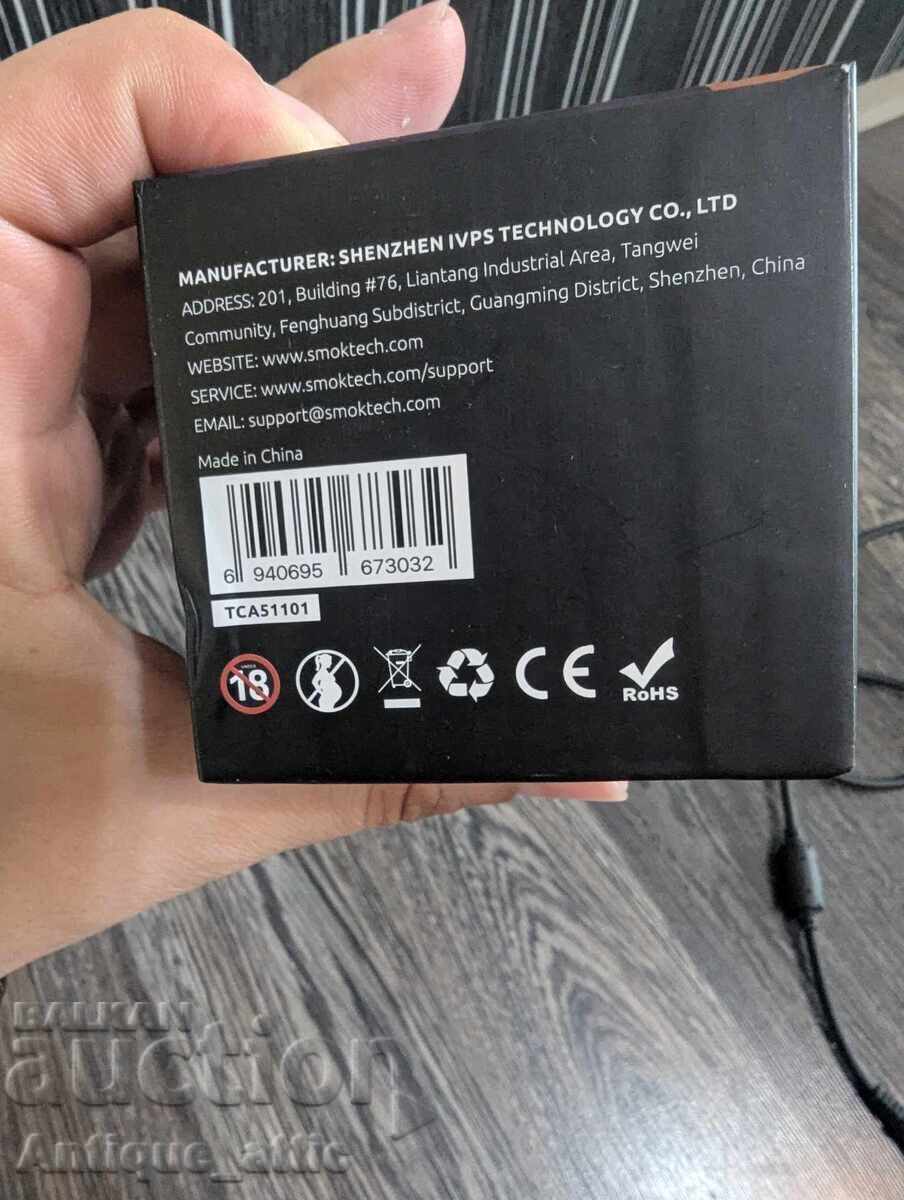 MANUFACTURER: SHENZHEN IVPS TECHNOLOGY CO., LTD
ADDRESS: 201, Building #76, Liantang Industrial Area, Tangwei
Community, Fenghuang Subdistrict, Guangming District, Shenzhen, China
WEBSITE: www.smoktech.com
SERVICE: www.smoktech.com/support
EMAIL: support@smoktech.com
Made in China
6 940695 673032
TCA51101
UNDER
18
CE
RoHS
BALKAN
auction
Antique_attic